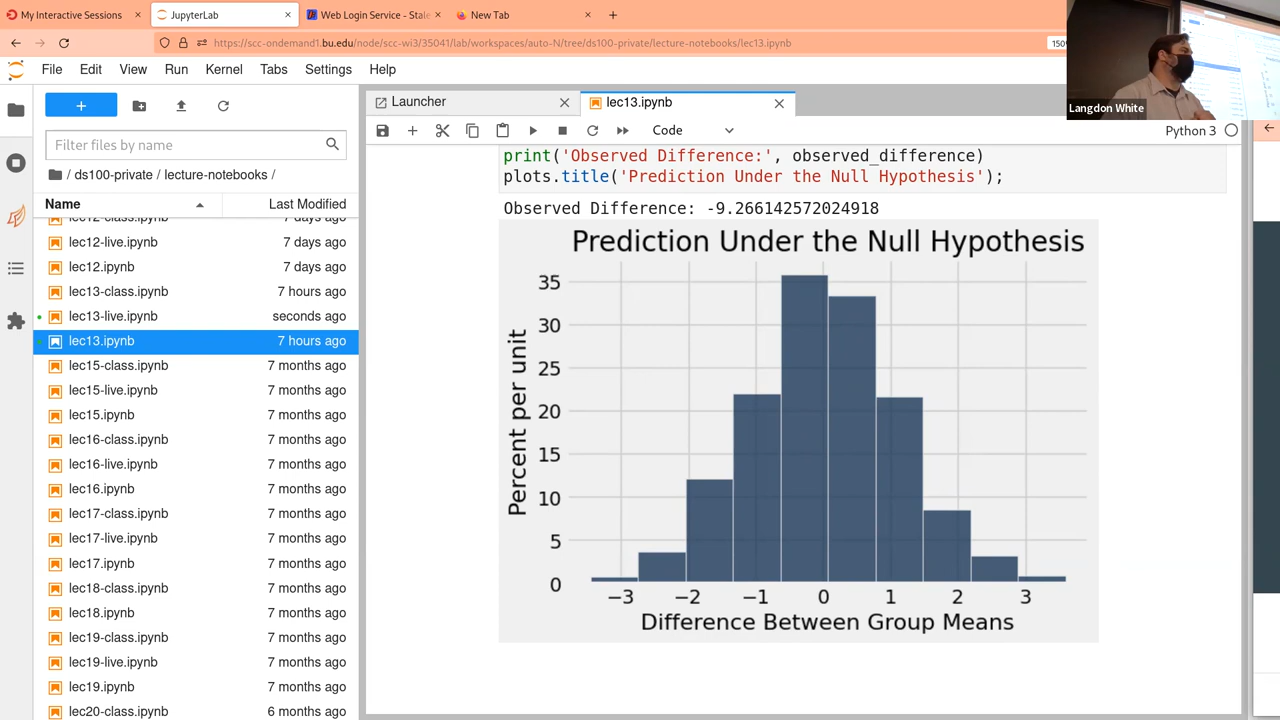 My Interactive Sessions
JupyterLab
Web Login Service - Stale
New Tab
https://scc-ondemand1.bu.edu/node/scc-wi3/35041/lab/workspaces/auto-N/tree/ds100-private/lecture-notebooks/lec13.ipynb
150
File Edit View Run Kernel Tabs Settings Help
Langdon White
Launcher
lec13.ipynb
Code
Python 3
Filter files by name
/ ds100-private / lecture-notebooks /
Name Last Modified
lec12-class.ipynb 7 days ago
lec12-live.ipynb 7 days ago
lec12.ipynb 7 days ago
lec13-class.ipynb 7 hours ago
lec13-live.ipynb seconds ago
lec13.ipynb 7 hours ago
lec15-class.ipynb 7 months ago
lec15-live.ipynb 7 months ago
lec15.ipynb 7 months ago
lec16-class.ipynb 7 months ago
lec16-live.ipynb 7 months ago
lec16.ipynb 7 months ago
lec17-class.ipynb 7 months ago
lec17-live.ipynb 7 months ago
lec17.ipynb 7 months ago
lec18-class.ipynb 7 months ago
lec18.ipynb 7 months ago
lec19-class.ipynb 7 months ago
lec19-live.ipynb 7 months ago
lec19.ipynb 7 months ago
lec20-class.ipynb 6 months ago
print('Observed Difference:', observed_difference)
plots.title('Prediction Under the Null Hypothesis');
Observed Difference: -9.266142572024918
Prediction Under the Null Hypothesis
Percent per unit
35
30
25
20
15
10
5
0
−3 −2 −1 0 1 2 3
Difference Between Group Means